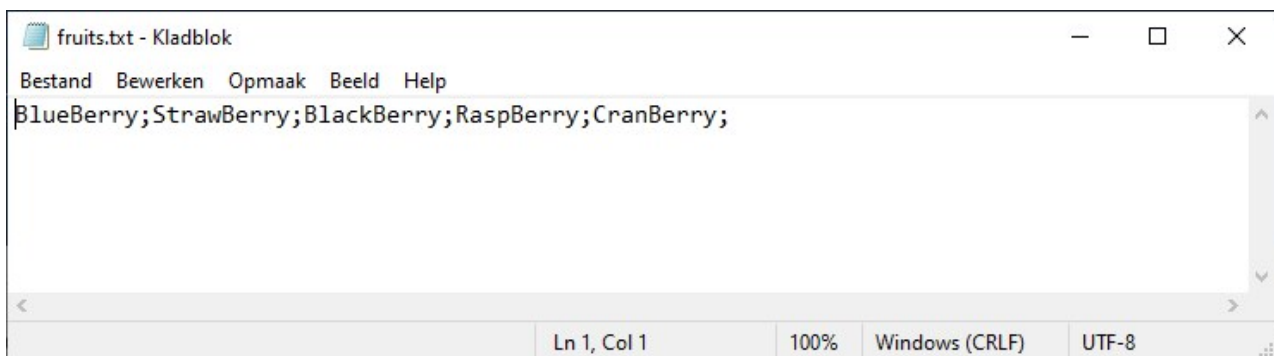 fruits.txt - Kladblok
Bestand Bewerken Opmaak Beeld Help
BlueBerry;StrawBerry;BlackBerry;RaspBerry;CranBerry;
Ln 1, Col 1 100% Windows (CRLF) UTF-8